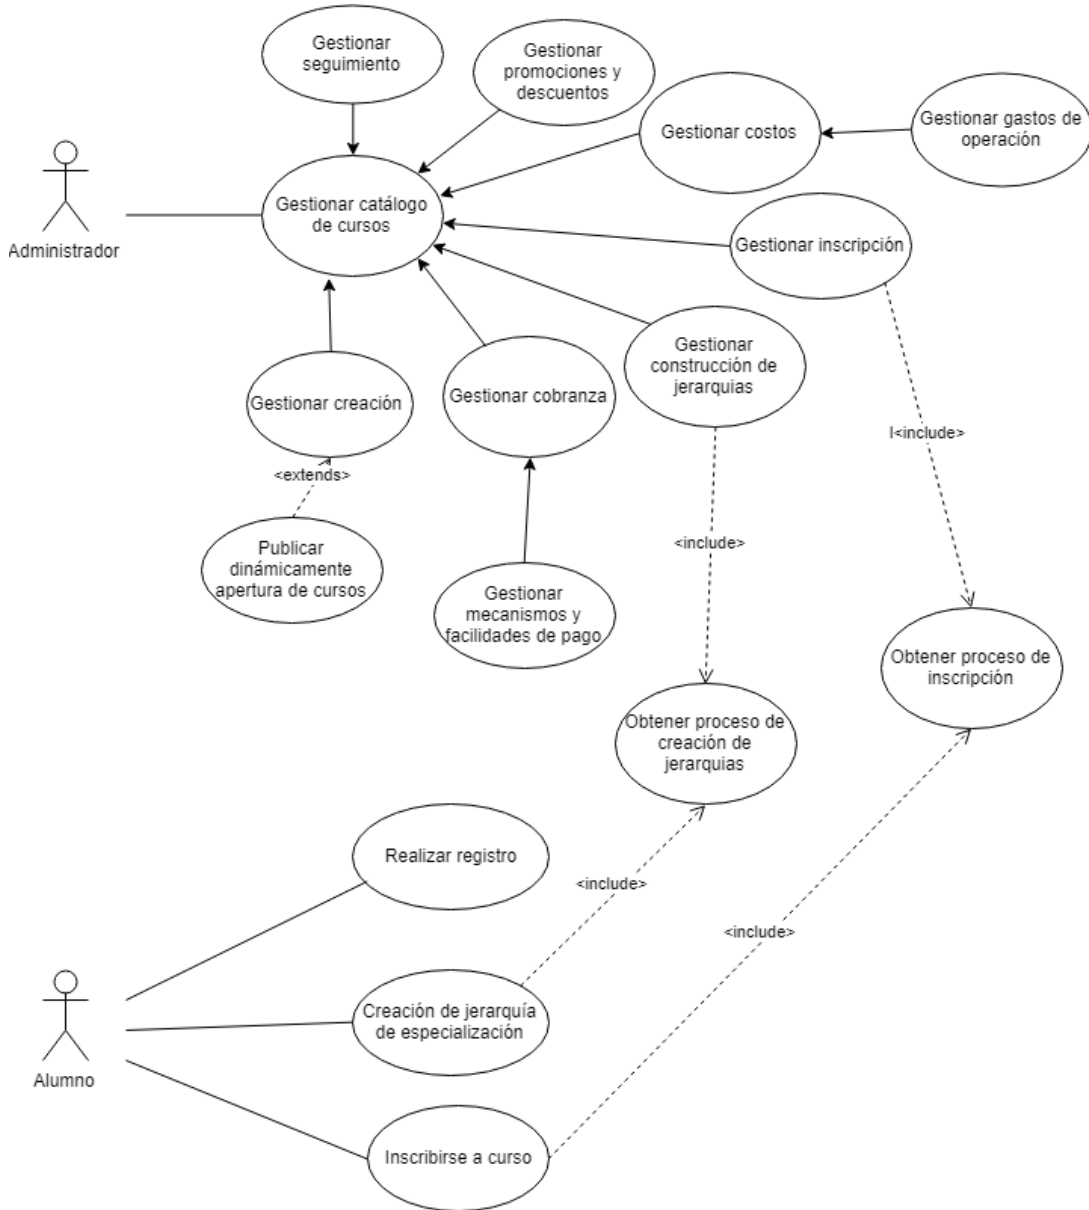 Gestionar
seguimiento
Gestionar
promociones y
descuentos
Gestionar costos
Gestionar gastos de
operación
Administrador
Gestionar catálogo
de cursos
Gestionar inscripción
Gestionar
construcción de
jerarquias
Gestionar creación
Gestionar cobranza
I<include>
<extends>
Publicar
dinámicamente
apertura de cursos
<include>
Gestionar
mecanismos y
facilidades de pago
Obtener proceso de
inscripción
Obtener proceso de
creación de
jerarquias
Realizar registro
<include>
<include>
Creación de jerarquía
de especialización
Alumno
Inscribirse a curso